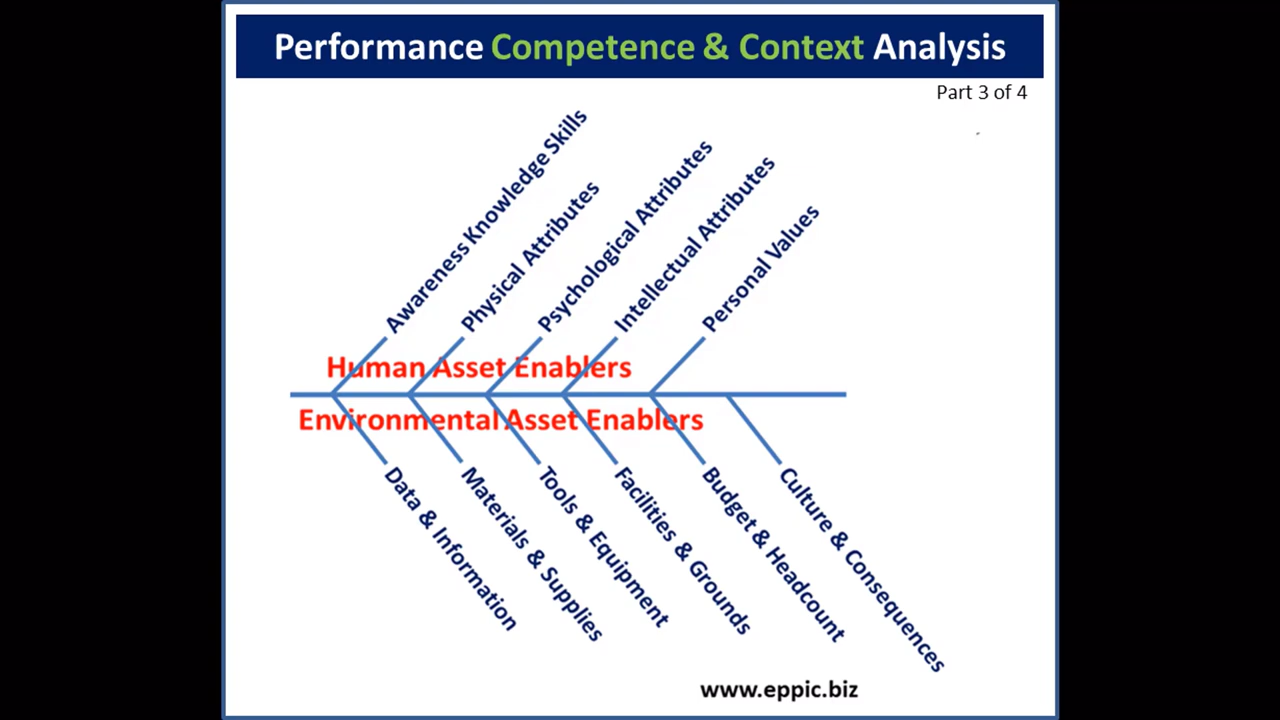 Performance Competence & Context Analysis
Part 3 of 4
Awareness Knowledge Skills
Physical Attributes
Psychological Attributes
Intellectual Attributes
Personal Values
Human Asset Enablers
Environmental Asset Enablers
Data & Information
Materials & Supplies
Tools & Equipment
Facilities & Grounds
Budget & Headcount
Culture & Consequences
www.eppic.biz